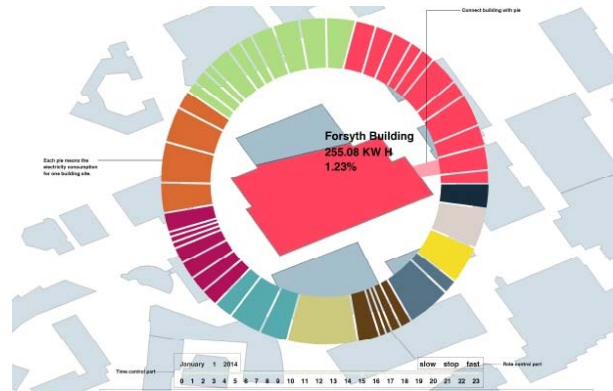 Connect building with pie
Forsyth Building
255.08 KW H
1.23%
Each pie means the
electricity consumption
for one building site.
January 1 2014
slow stop fast
Time control part
Rate control part
0 1 2 3 4 5 6 7 8 9 10 11 12 13 14 15 16 17 18 19 20 21 22 23